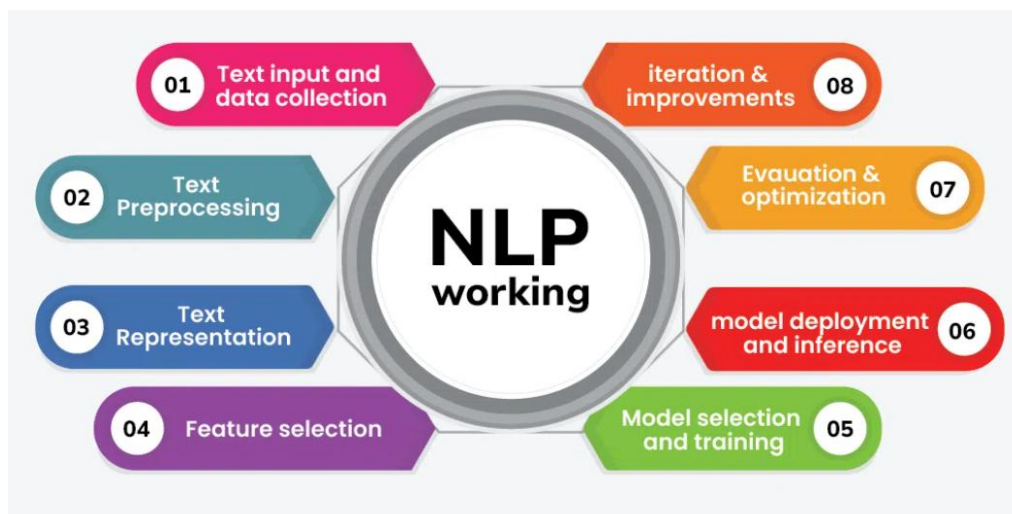 01
Text input and
data collection
02
Text
Preprocessing
03
Text
Representation
04
Feature selection
NLP
working
iteration &
improvements
08
Evauation &
optimization
07
model deployment
and inference
06
Model selection
and training
05